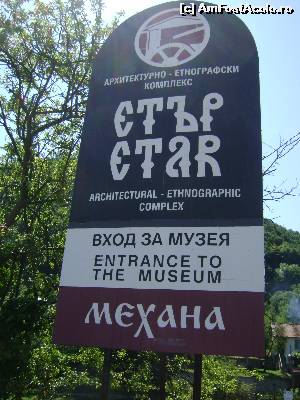 (c) AmFostAcolo.ro
АРХИТЕКТУРНО - ЕТНОГРАФСКИ
КОМПЛЕКС
ЕТЪР
ETAR
ARCHITECTURAL - ETHNOGRAPHIC
COMPLEX
ВХОД ЗА МУЗЕЯ
ENTRANCE TO
THE MUSEUM
МЕХАНА